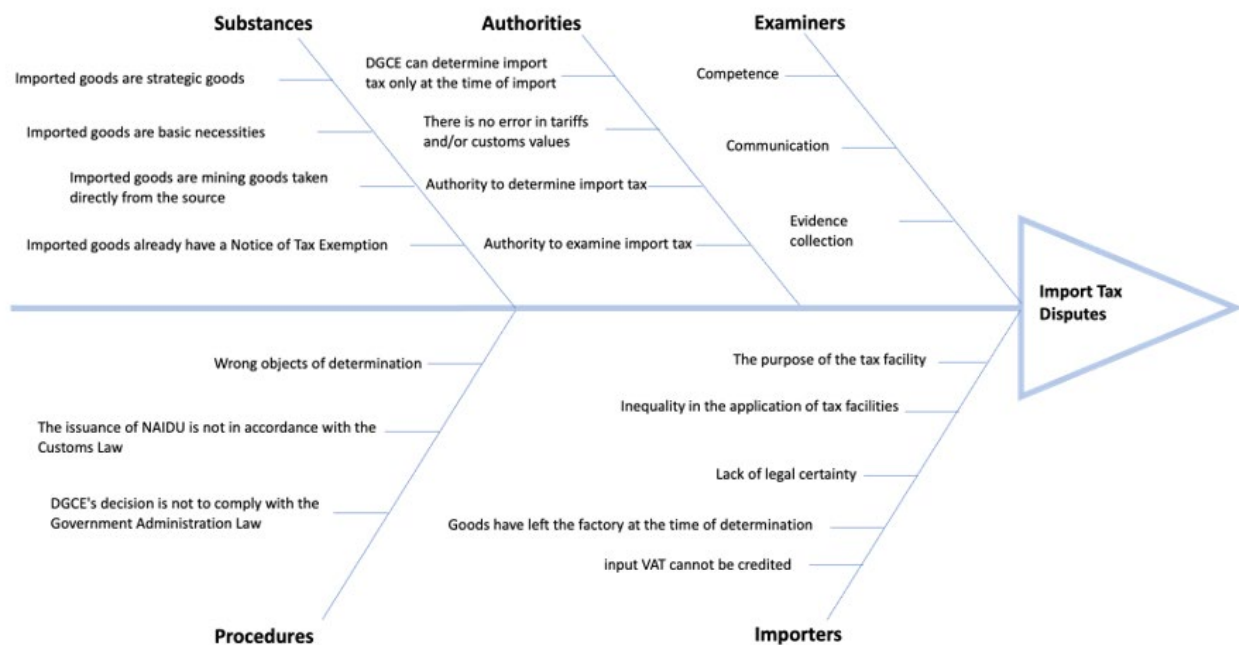 Substances
Authorities
Examiners
Imported goods are strategic goods
Imported goods are basic necessities
Imported goods are mining goods taken
directly from the source
Imported goods already have a Notice of Tax Exemption
DGCE can determine import
tax only at the time of import
There is no error in tariffs
and/or customs values
Authority to determine import tax
Authority to examine import tax
Competence
Communication
Evidence
collection
Import Tax
Disputes
Wrong objects of determination
The issuance of NAIDU is not in accordance with the
Customs Law
DGCE's decision is not to comply with the
Government Administration Law
The purpose of the tax facility
Inequality in the application of tax facilities
Lack of legal certainty
Goods have left the factory at the time of determination
input VAT cannot be credited
Procedures
Importers